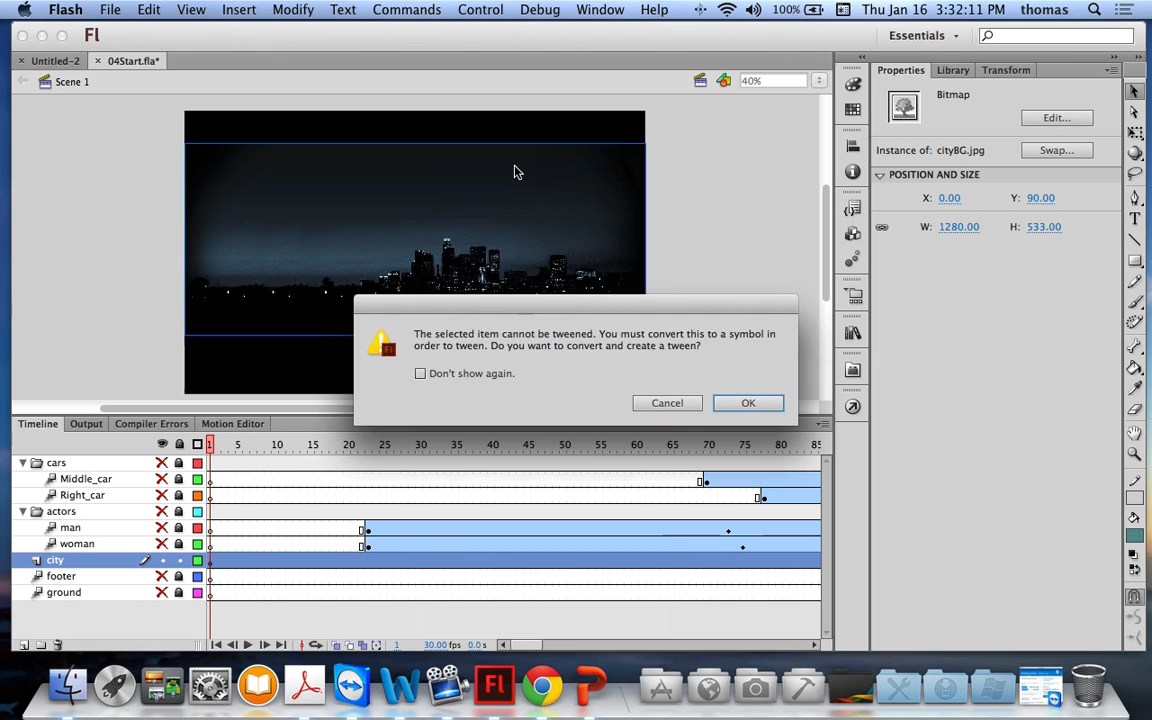 Flash File Edit View Insert Modify Text Commands Control Debug Window Help 100% Thu Jan 16 3:32:11 PM thomas
Fl Essentials
Untitled-2 04Start.fla*
Scene 1 40%
Properties Library Transform
Bitmap
Edit...
Instance of: cityBG.jpg Swap...
POSITION AND SIZE
X: 0.00 Y: 90.00
W: 1280.00 H: 533.00
The selected item cannot be tweened. You must convert this to a symbol in
order to tween. Do you want to convert and create a tween?
Don't show again.
Cancel OK
Timeline Output Compiler Errors Motion Editor
1 5 10 15 20 25 30 35 40 45 50 55 60 65 70 75 80 85
cars
Middle_car
Right_car
actors
man
woman
city
footer
ground
1 30.00 fps 0.0 s
Fl